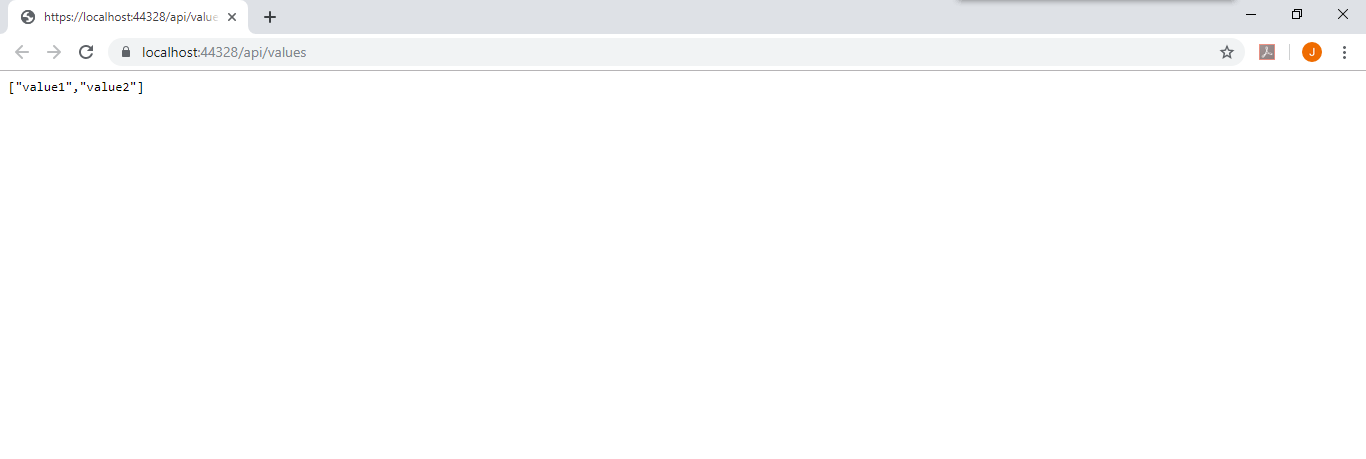 https://localhost:44328/api/value
localhost:44328/api/values
J
["value1","value2"]